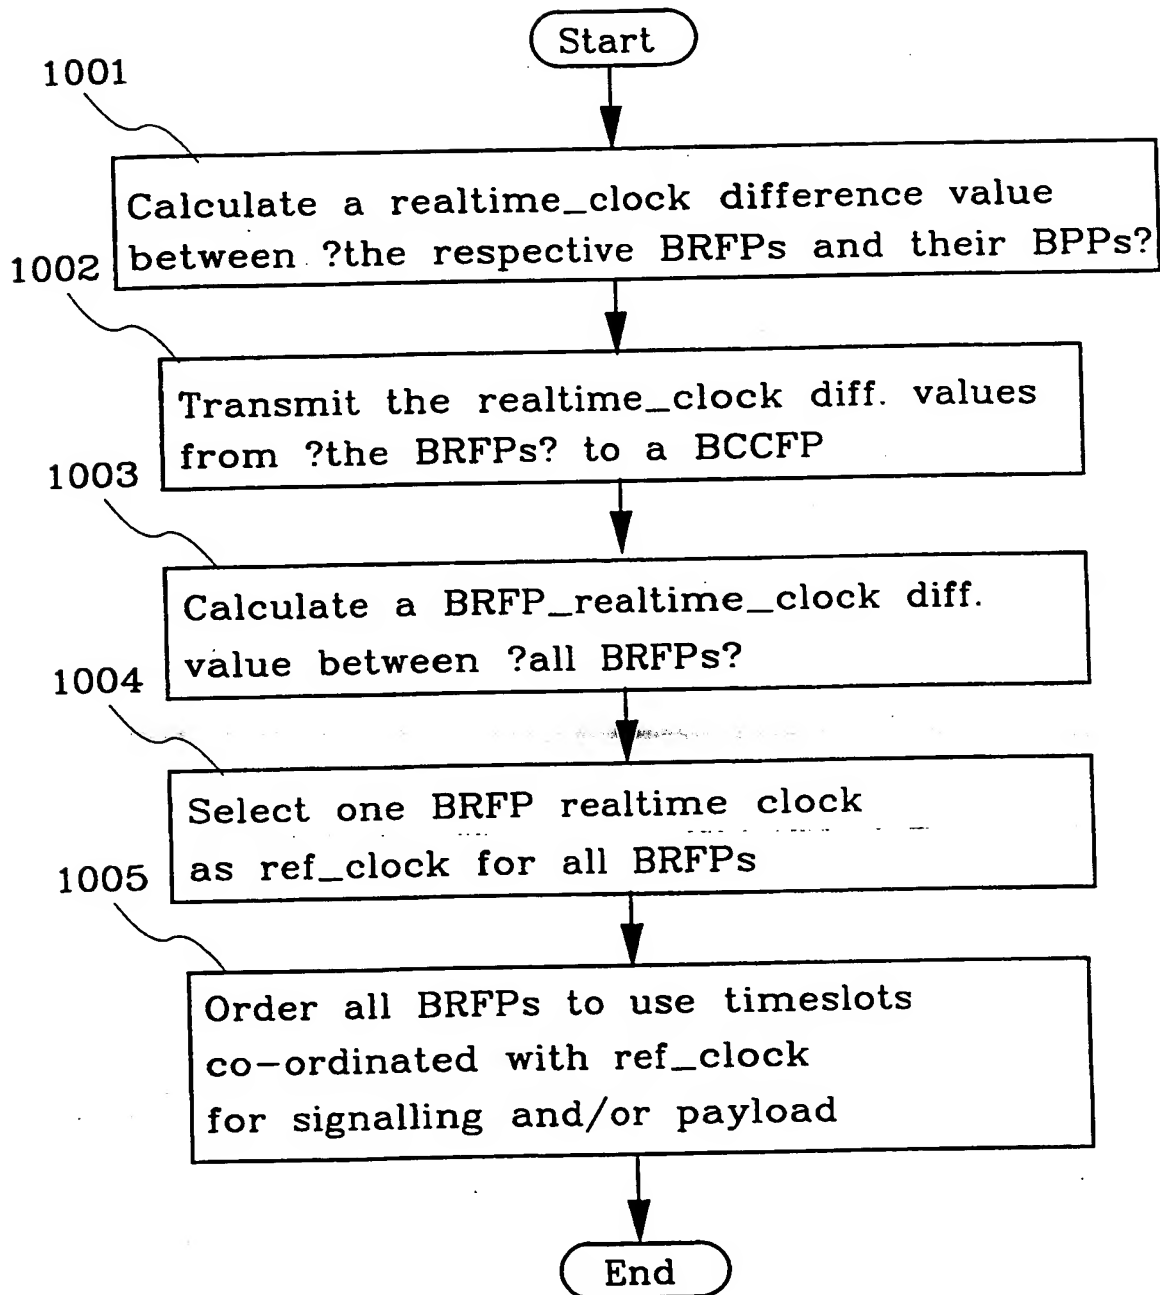 Start
1001
Calculate a realtime_clock difference value
between ?the respective BRFPs and their BPPs?
1002
Transmit the realtime_clock diff. values
from ?the BRFPs? to a BCCFP
1003
Calculate a BRFP_realtime_clock diff.
value between ?all BRFPs?
1004
Select one BRFP realtime clock
as ref_clock for all BRFPs
1005
Order all BRFPs to use timeslots
co-ordinated with ref_clock
for signalling and/or payload
End